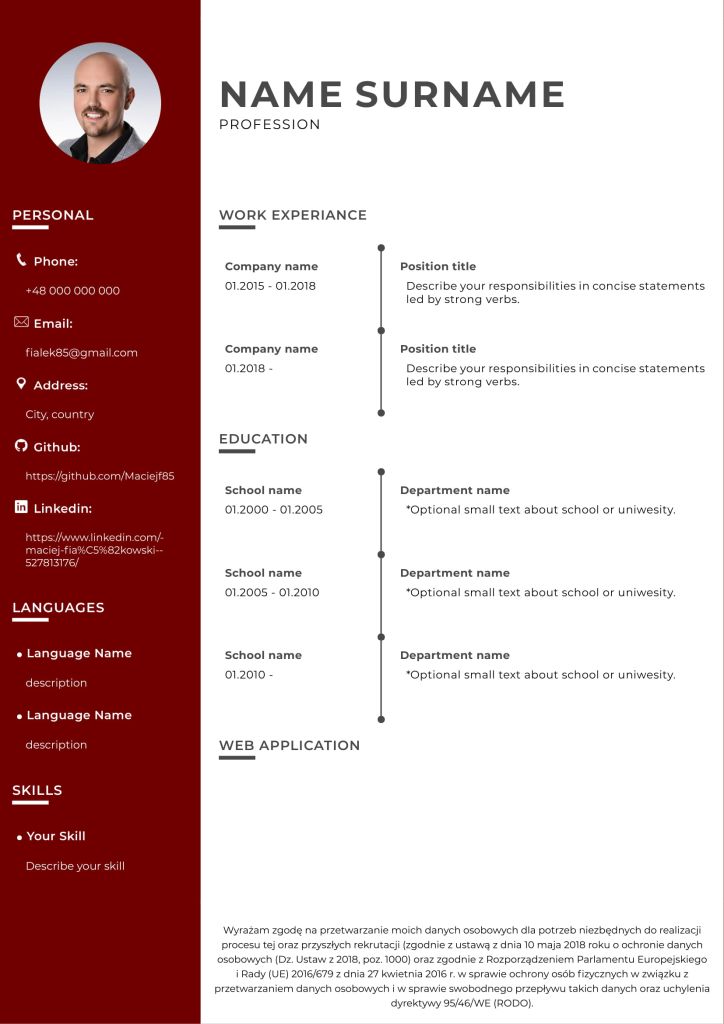 NAME SURNAME
PROFESSION
PERSONAL
Phone:
+48 000 000 000
Email:
fialek85@gmail.com
Address:
City, country
Github:
https://github.com/Maciejf85
Linkedin:
https://www.linkedin.com/-
maciej-fia%C5%82kowski--
527813176/
LANGUAGES
• Language Name
description
• Language Name
description
SKILLS
• Your Skill
Describe your skill
WORK EXPERIANCE
Company name
01.2015 - 01.2018
Position title
Describe your responsibilities in concise statements
led by strong verbs.
Company name
01.2018 -
Position title
Describe your responsibilities in concise statements
led by strong verbs.
EDUCATION
School name
01.2000 - 01.2005
Department name
*Optional small text about school or uniwesity.
School name
01.2005 - 01.2010
Department name
*Optional small text about school or uniwesity.
School name
01.2010 -
Department name
*Optional small text about school or uniwesity.
WEB APPLICATION
Wyrażam zgodę na przetwarzanie moich danych osobowych dla potrzeb niezbędnych do realizacji
procesu tej oraz przyszłych rekrutacji (zgodnie z ustawą z dnia 10 maja 2018 roku o ochronie danych
osobowych (Dz. Ustaw z 2018, poz. 1000) oraz zgodnie z Rozporządzeniem Parlamentu Europejskiego
i Rady (UE) 2016/679 z dnia 27 kwietnia 2016 r. w sprawie ochrony osób fizycznych w związku z
przetwarzaniem danych osobowych i w sprawie swobodnego przepływu takich danych oraz uchylenia
dyrektywy 95/46/WE (RODO).